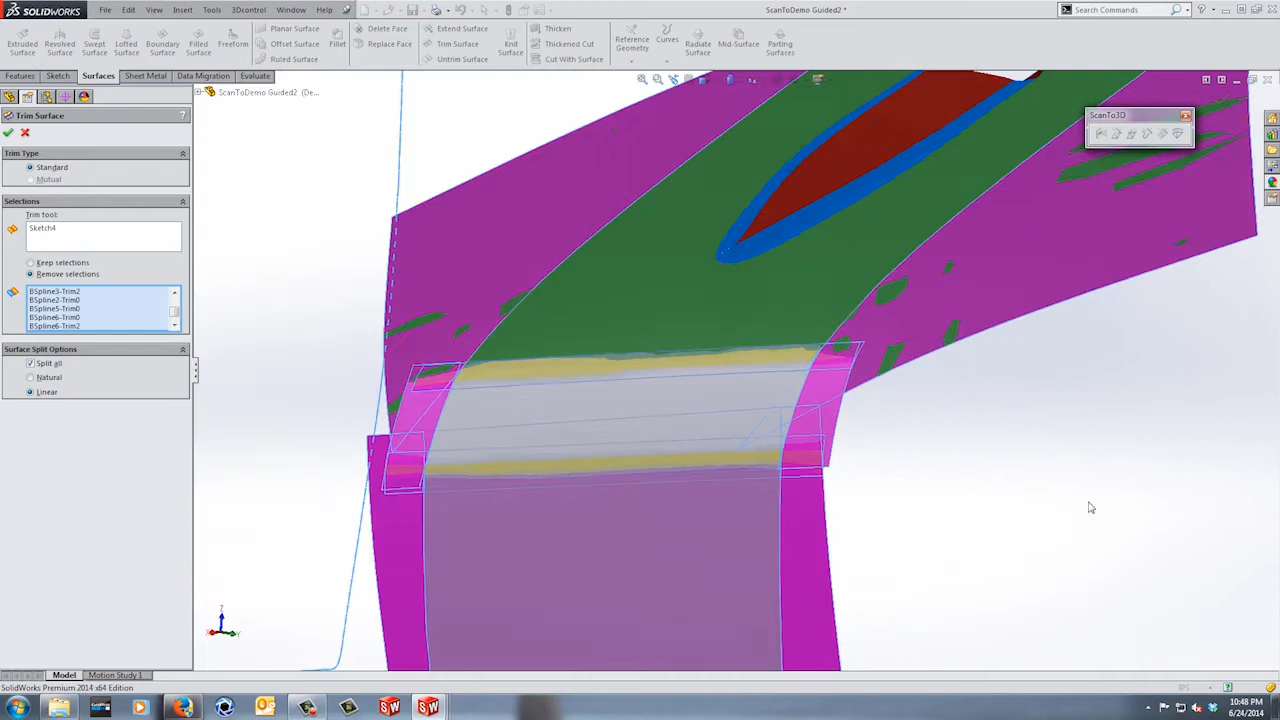 SOLIDWORKS
File Edit View Insert Tools GlobalView Window Help
ScanToDemo Guided2 *
Search Commands
Extruded Surface
Revolved Surface
Swept Surface
Lofted Surface
Boundary Surface
Filled Surface
Freeform
Planar Surface
Offset Surface
Ruled Surface
Fillet
Delete Face
Replace Face
Extend Surface
Trim Surface
Untrim Surface
Knit Surface
Thicken
Thickened Cut
Cut With Surface
Reference Geometry
Curves
Radiate Surface
Mid-Surface
Parting Surfaces
Features Sketch Surfaces Sheet Metal Data Migration Evaluate
ScanToDemo Guided2 (De...
Trim Surface ?
Trim Type
Standard
Mutual
Selections
Trim tool:
Sketch4
Keep selections
Remove selections
BSpline3-Trim2
BSpline2-Trim0
BSpline5-Trim0
BSpline6-Trim0
BSpline6-Trim2
Surface Split Options
Split all
Natural
Linear
ScanTo3D
Z
X
Y
Model Motion Study 1
SolidWorks Premium 2014 x64 Edition
IPS
10:48 PM
6/24/2014